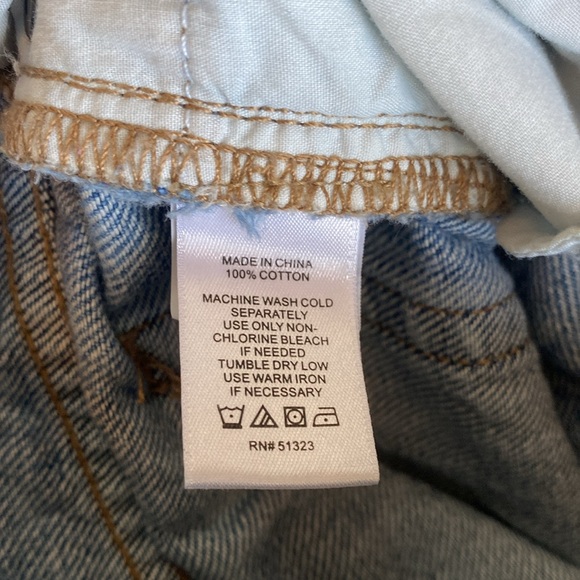 MADE IN CHINA
100% COTTON
MACHINE WASH COLD
SEPARATELY
USE ONLY NON-
CHLORINE BLEACH
IF NEEDED
TUMBLE DRY LOW
USE WARM IRON
IF NECESSARY
RN# 51323